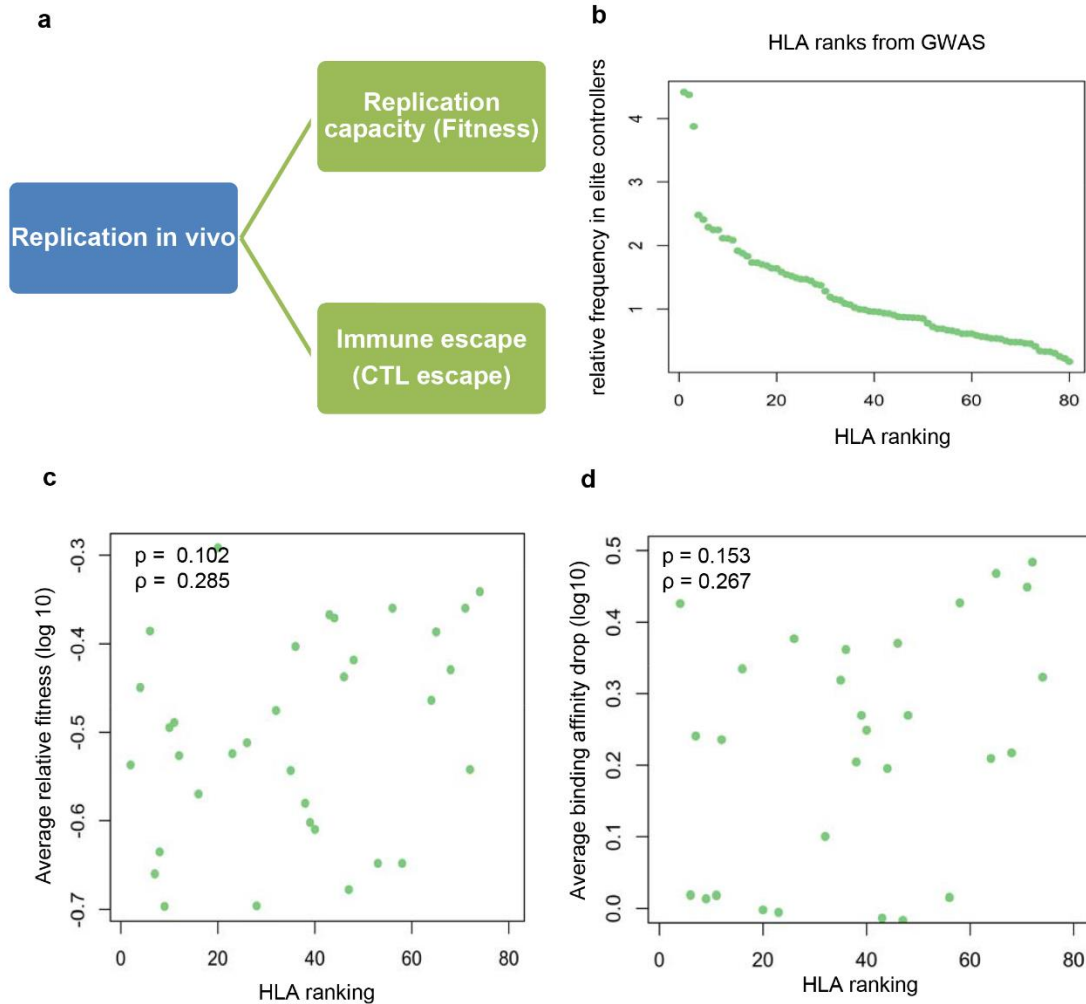 a
Replication
capacity (Fitness)
Replication in vivo
Immune escape
(CTL escape)
b
HLA ranks from GWAS
relative frequency in elite controllers
4
3
2
1
0 20 40 60 80
HLA ranking
c
p = 0.102
ρ = 0.285
Average relative fitness (log 10)
-0.3
-0.4
-0.5
-0.6
-0.7
0 20 40 60 80
HLA ranking
d
p = 0.153
ρ = 0.267
Average binding affinity drop (log10)
0.5
0.4
0.3
0.2
0.1
0.0
0 20 40 60 80
HLA ranking